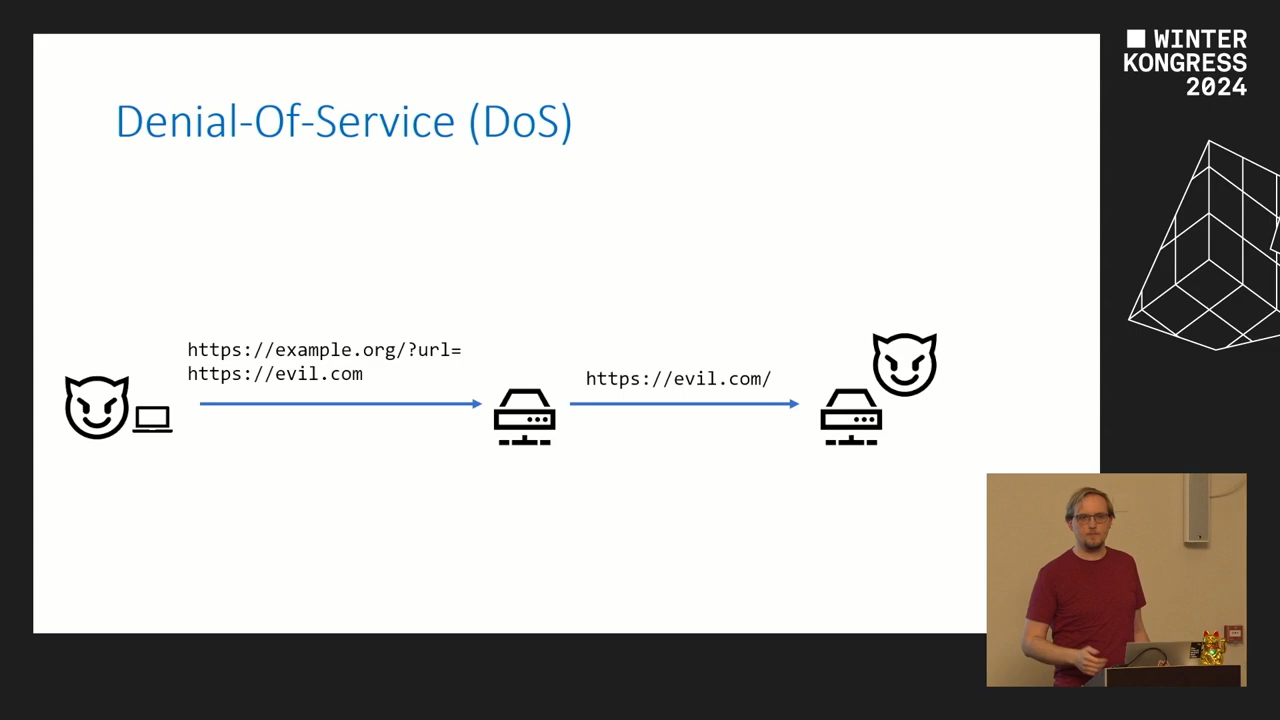 WINTER
KONGRESS
2024
Denial-Of-Service (DoS)
https://example.org/?url=
https://evil.com
https://evil.com/